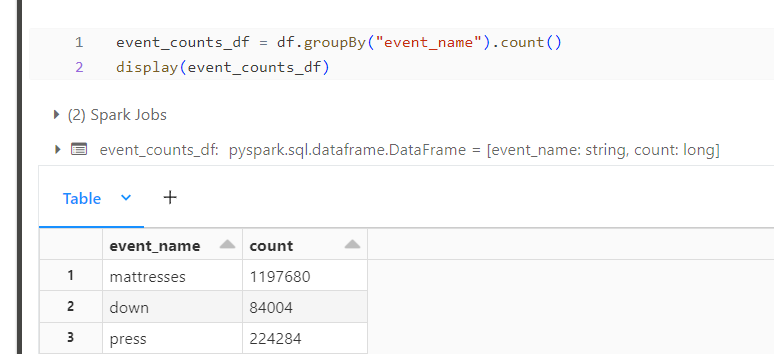 1 event_counts_df = df.groupBy("event_name").count()
2 display(event_counts_df)
(2) Spark Jobs
event_counts_df: pyspark.sql.dataframe.DataFrame = [event_name: string, count: long]
Table +
event_name count
1 mattresses 1197680
2 down 84004
3 press 224284